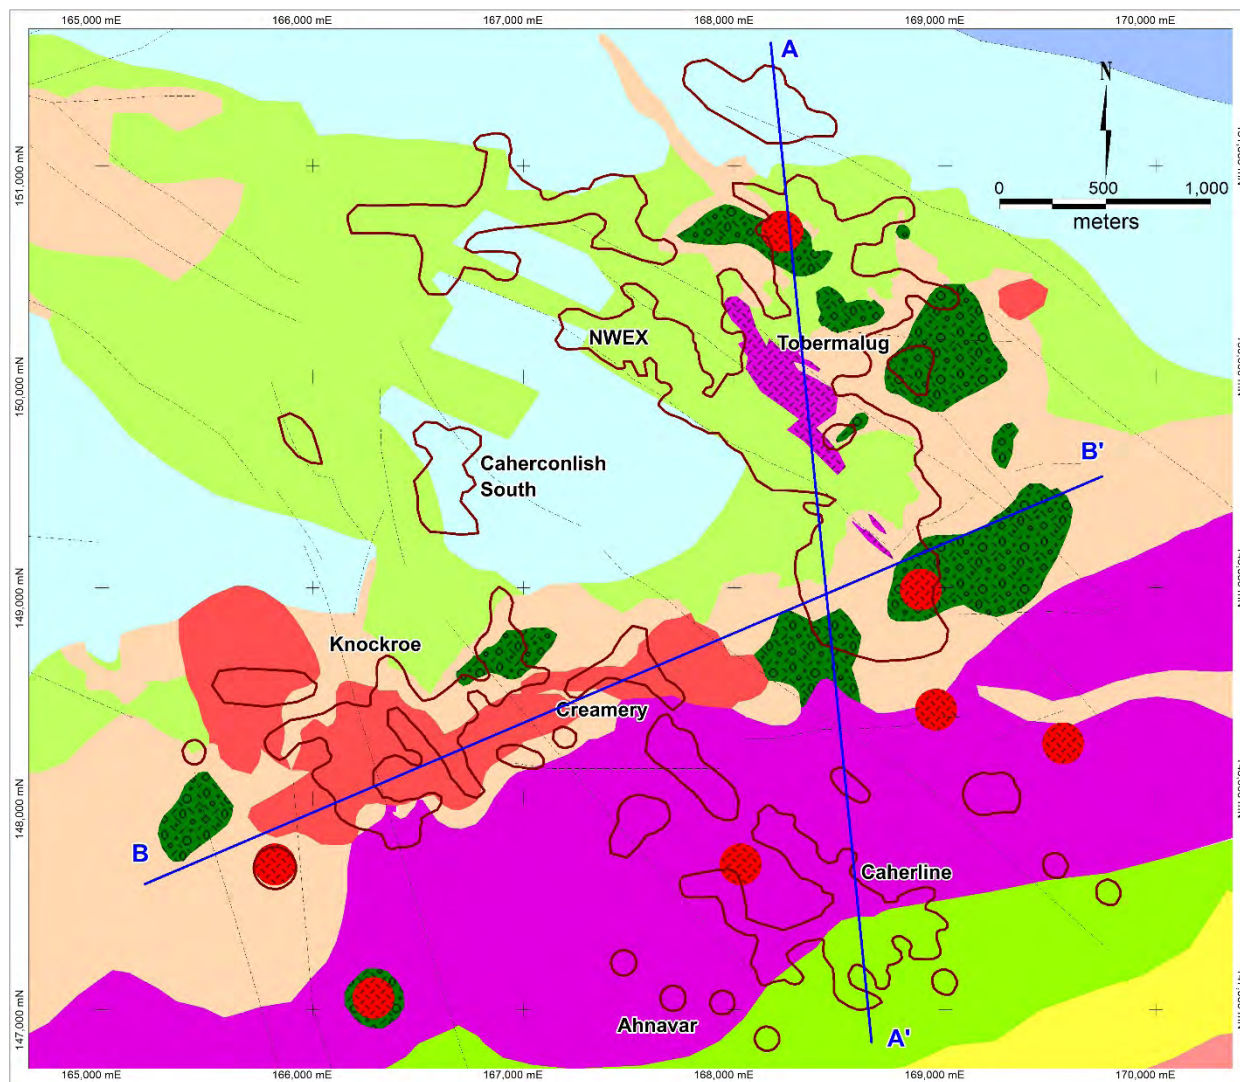 165,000 mE 166,000 mE 167,000 mE 168,000 mE 169,000 mE 170,000 mE
A
N
151,000 mN
0 500 1,000
meters
NWEX
Tobermalug
150,000 mN
B'
Caherconlish
South
149,000 mN
Knockroe
Creamery
148,000 mN
B
Caherline
147,000 mN
Ahnavar
A'
165,000 mE 166,000 mE 167,000 mE 168,000 mE 169,000 mE 170,000 mE